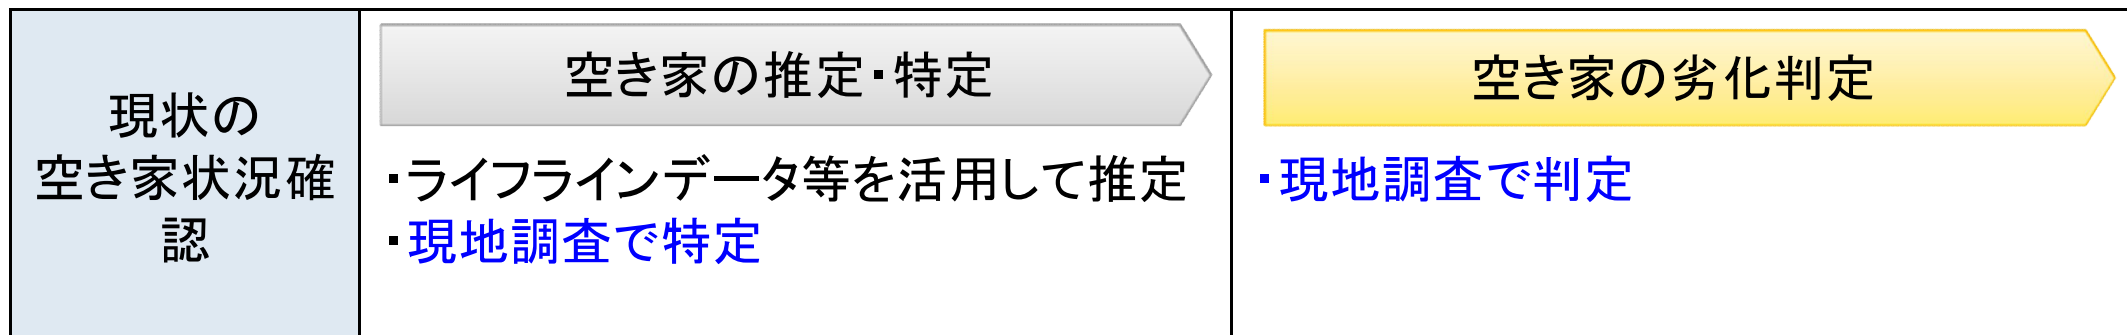 現状の
空き家状況確
認
空き家の推定・特定
・ライフラインデータ等を活用して推定
・現地調査で特定
空き家の劣化判定
・現地調査で判定